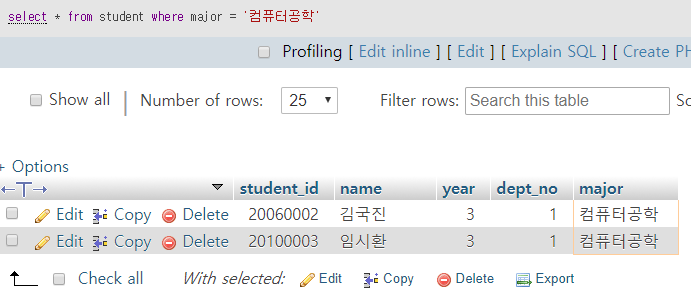 select * from student where major = '컴퓨터공학'
Profiling [ Edit inline ] [ Edit ] [ Explain SQL ] [ Create PH
Show all Number of rows: 25 Filter rows: Search this table So
+ Options
student_id name year dept_no major
Edit Copy Delete 20060002 김국진 3 1 컴퓨터공학
Edit Copy Delete 20100003 임시환 3 1 컴퓨터공학
Check all With selected: Edit Copy Delete Export